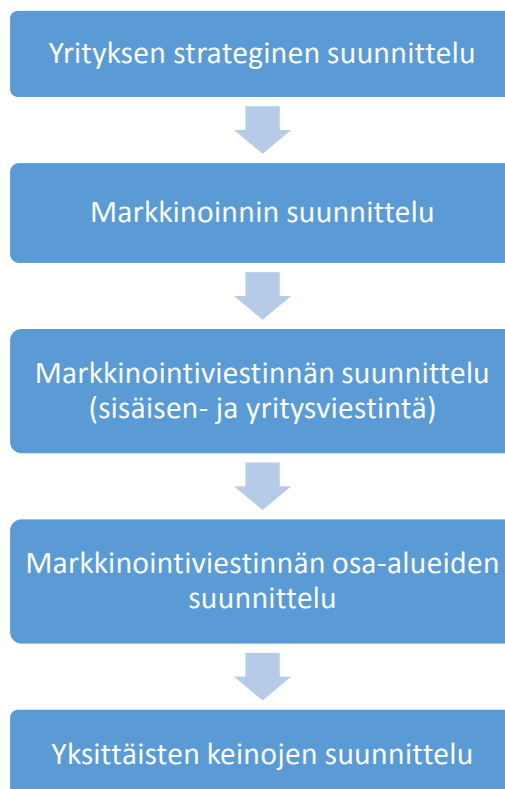 Yrityksen strateginen suunnittelu
Markkinoinnin suunnittelu
Markkinointiviestinnän suunnittelu
(sisäisen- ja yritysviestintä)
Markkinointiviestinnän osa-alueiden
suunnittelu
Yksittäisten keinojen suunnittelu